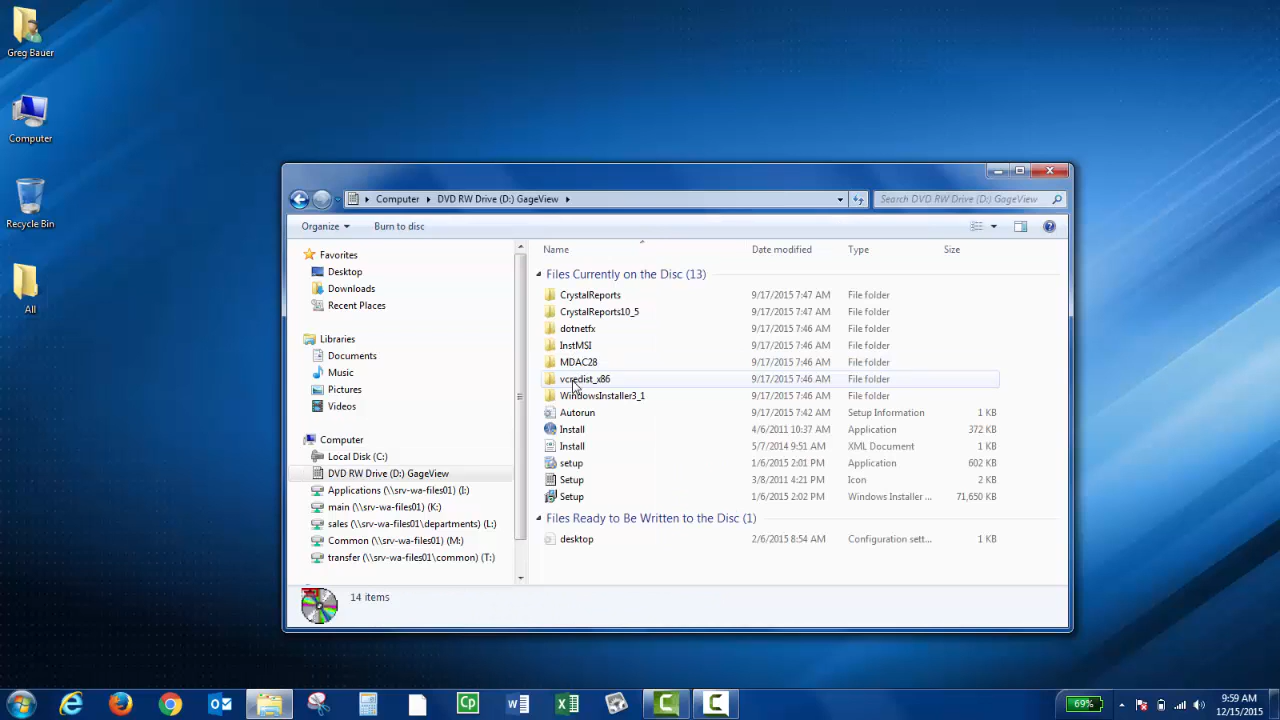 Greg Bauer
Computer
Recycle Bin
All
Computer DVD RW Drive (D:) GageView
Search DVD RW Drive (D:) GageView
Organize Burn to disc
Favorites
Desktop
Downloads
Recent Places
Libraries
Documents
Music
Pictures
Videos
Computer
Local Disk (C:)
DVD RW Drive (D:) GageView
Applications (\\srv-wa-files01) (I:)
main (\\srv-wa-files01) (K:)
sales (\\srv-wa-files01\departments) (L:)
Common (\\srv-wa-files01) (M:)
transfer (\\srv-wa-files01\common) (T:)
Name Date modified Type Size
Files Currently on the Disc (13)
CrystalReports 9/17/2015 7:47 AM File folder
CrystalReports10_5 9/17/2015 7:47 AM File folder
dotnetfx 9/17/2015 7:46 AM File folder
InstMSI 9/17/2015 7:46 AM File folder
MDAC28 9/17/2015 7:46 AM File folder
vcredist_x86 9/17/2015 7:46 AM File folder
WindowsInstaller3_1 9/17/2015 7:46 AM File folder
Autorun 9/17/2015 7:42 AM Setup Information 1 KB
Install 4/6/2011 10:37 AM Application 372 KB
Install 5/7/2014 9:51 AM XML Document 1 KB
setup 1/6/2015 2:01 PM Application 602 KB
Setup 3/8/2011 4:21 PM Icon 2 KB
Setup 1/6/2015 2:02 PM Windows Installer ... 71,650 KB
Files Ready to Be Written to the Disc (1)
desktop 2/6/2015 8:54 AM Configuration sett... 1 KB
14 items
Cp
69%
9:59 AM
12/15/2015